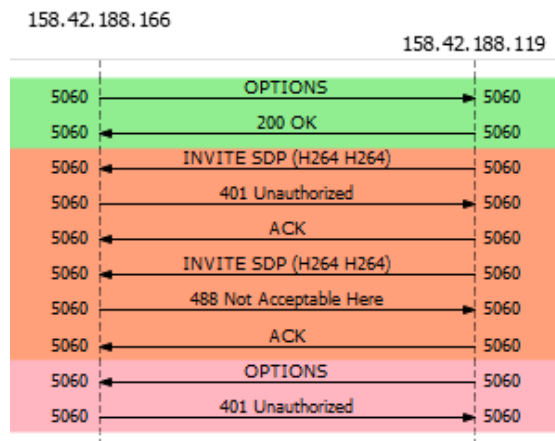 158.42.188.166
158.42.188.119
OPTIONS
5060 5060
200 OK
5060 5060
INVITE SDP (H264 H264)
5060 5060
401 Unauthorized
5060 5060
ACK
5060 5060
INVITE SDP (H264 H264)
5060 5060
488 Not Acceptable Here
5060 5060
ACK
5060 5060
OPTIONS
5060 5060
401 Unauthorized
5060 5060